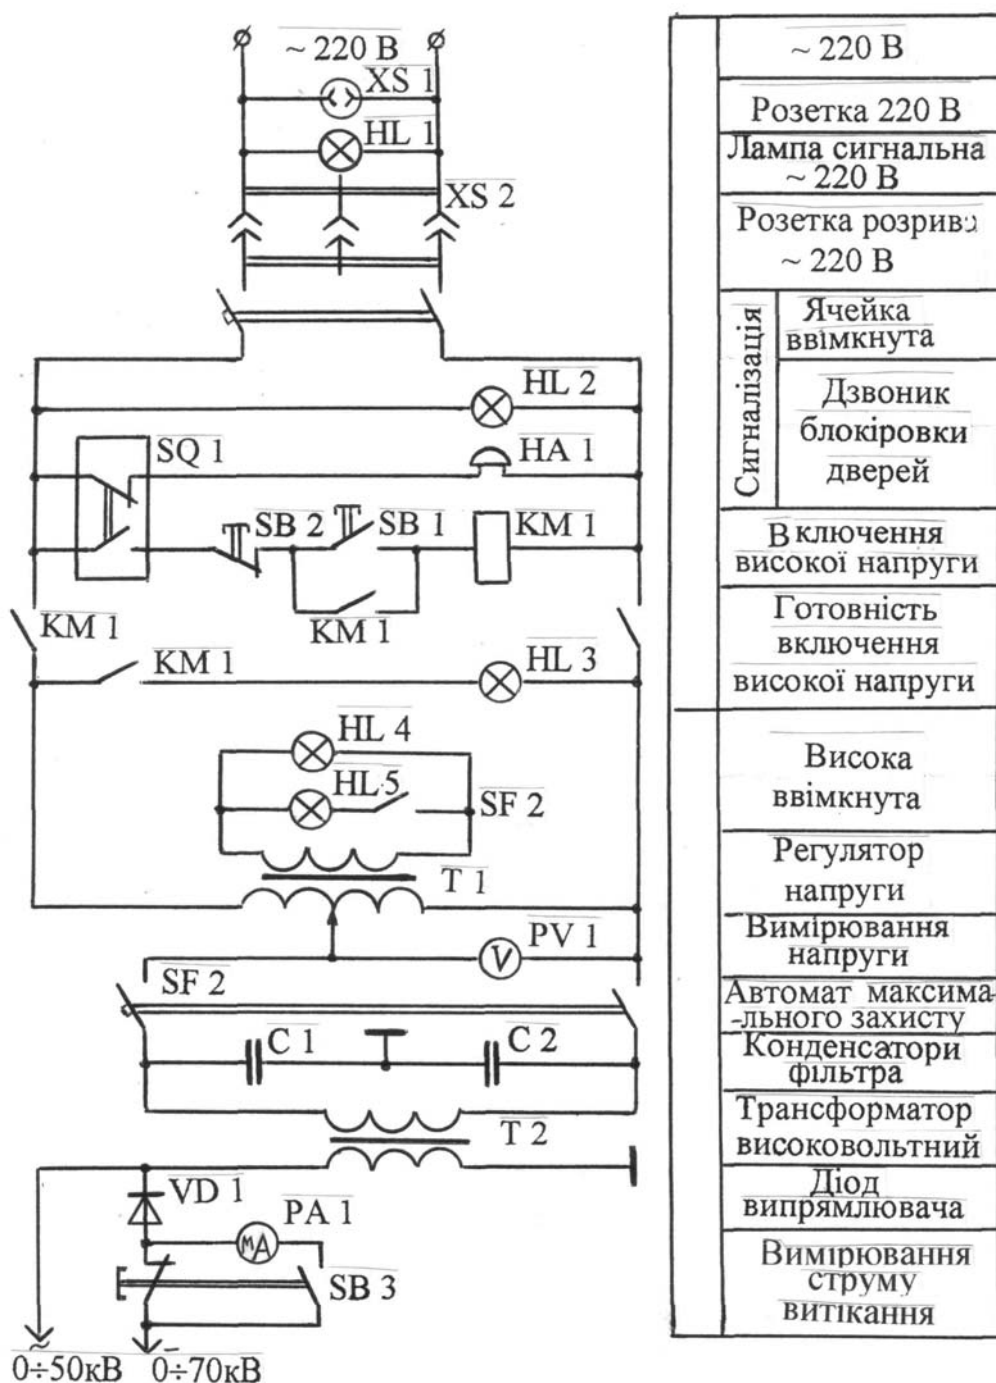 ~ 220 В
XS 1
HL 1
XS 2
HL 2
SQ 1
HA 1
SB 2
SB 1
KM 1
KM 1
KM 1
KM 1
HL 3
HL 4
HL 5
SF 2
T 1
PV 1
V
SF 2
C 1
C 2
T 2
VD 1
PA 1
MA
SB 3
~
−
0÷50кВ
0÷70кВ
~ 220 В
Розетка 220 В
Лампа сигнальна
~ 220 В
Розетка розрива
~ 220 В
Сигналізація
Ячейка
ввімкнута
Дзвоник
блокіровки
дверей
Включення
високої напруги
Готовність
включення
високої напруги
Висока
ввімкнута
Регулятор
напруги
Вимірювання
напруги
Автомат максима-
-льного захисту
Конденсатори
фільтра
Трансформатор
високовольтний
Діод
випрямлювача
Вимірювання
струму
витікання